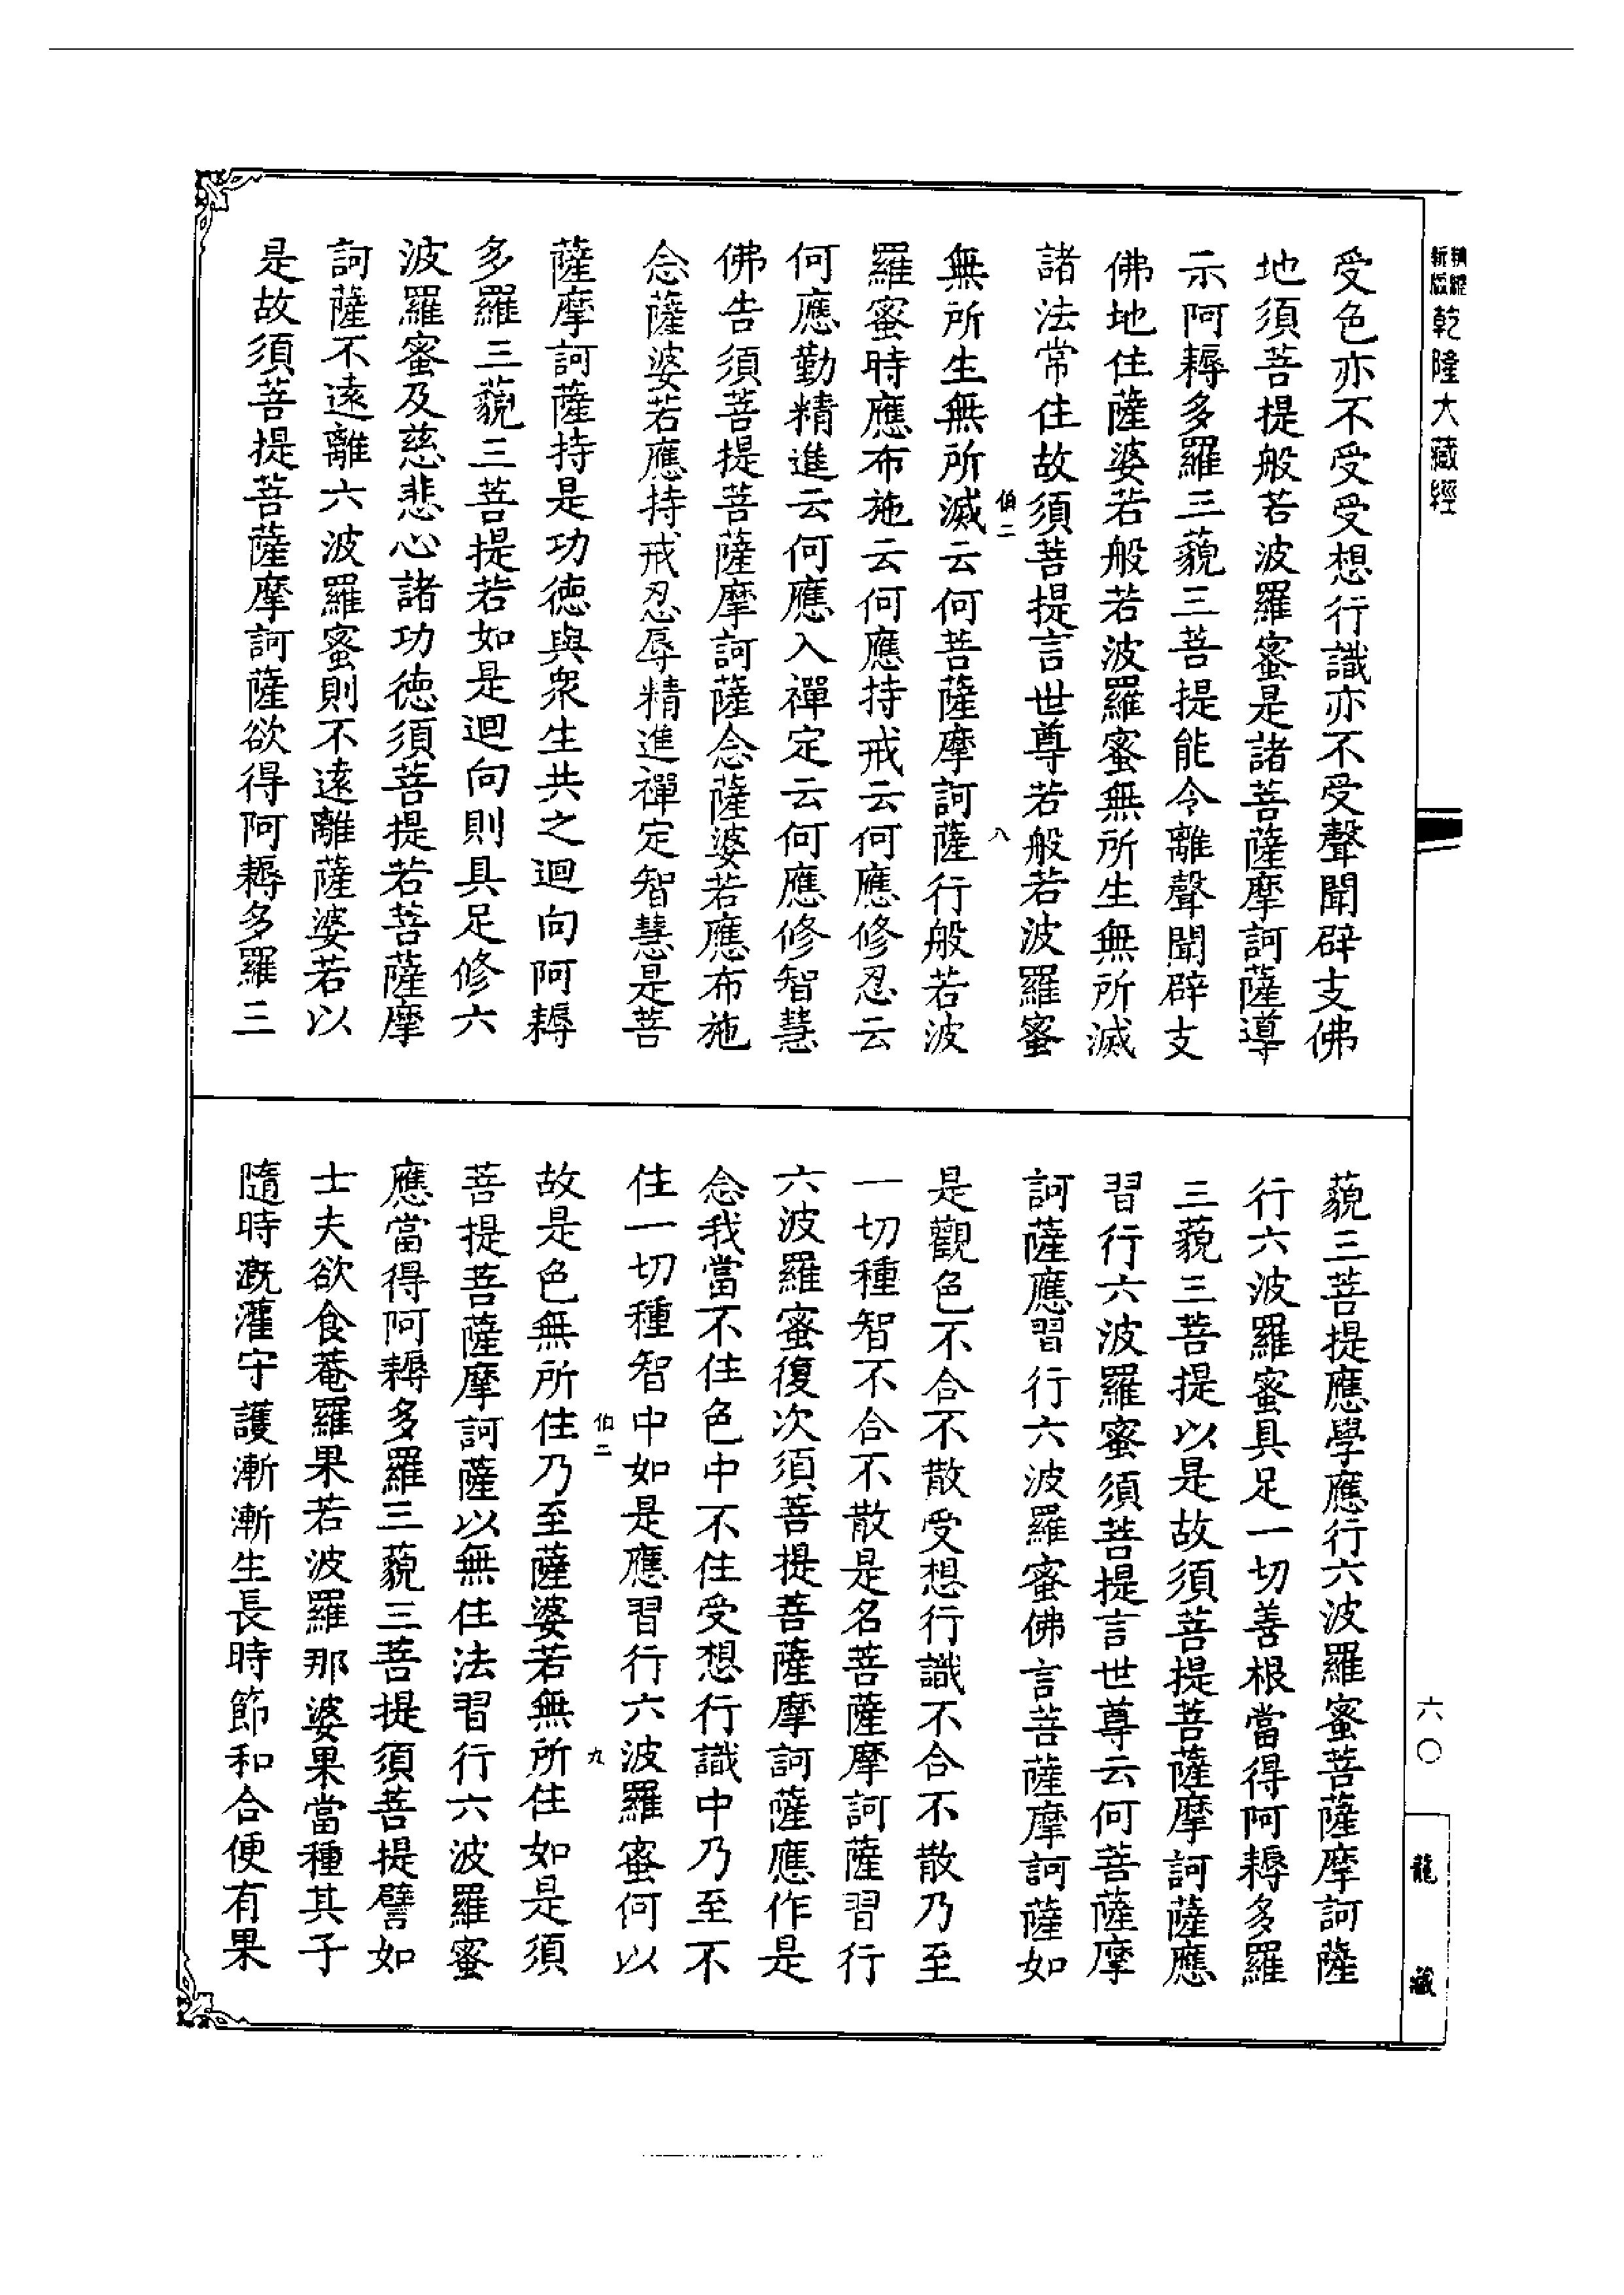 乾隆大藏經
受色亦不受受想行識亦不受聲聞辟支佛
地須菩提般若波羅蜜是諸菩薩摩訶薩導
示阿耨多羅三藐三菩提能令離聲聞辟支
佛地住薩婆若般若波羅蜜無所生無所滅
諸法常住故須菩提言世尊若般若波羅蜜
伯二
八
無所生無所滅云何菩薩摩訶薩行般若波
羅蜜時應布施云何應持戒云何應修忍云
何應勤精進云何應入禪定云何應修智慧
佛告須菩提菩薩摩訶薩念薩婆若應布施
念薩婆若應持戒忍辱精進禪定智慧是菩
薩摩訶薩持是功德與衆生共之迴向阿耨
多羅三藐三菩提若如是迴向則具足修六
波羅蜜及慈悲心諸功德須菩提若菩薩摩
訶薩不遠離六波羅蜜則不遠離薩婆若以
是故須菩提菩薩摩訶薩欲得阿耨多羅三
藐三菩提應學應行六波羅蜜菩薩摩訶薩
行六波羅蜜具足一切善根當得阿耨多羅
三藐三菩提以是故須菩提菩薩摩訶薩應
習行六波羅蜜須菩提言世尊云何菩薩摩
訶薩應習行六波羅蜜佛言菩薩摩訶薩如
是觀色不合不散受想行識不合不散乃至
一切種智不合不散是名菩薩摩訶薩習行
六波羅蜜復次須菩提菩薩摩訶薩應作是
念我當不住色中不住受想行識中乃至不
住一切種智中如是應習行六波羅蜜何以
伯二
九
故是色無所住乃至薩婆若無所住如是須
菩提菩薩摩訶薩以無住法習行六波羅蜜
應當得阿耨多羅三藐三菩提須菩提譬如
士夫欲食菴羅果若波羅那婆果當種其子
隨時溉灌守護漸漸生長時節和合便有果
六〇
龍藏